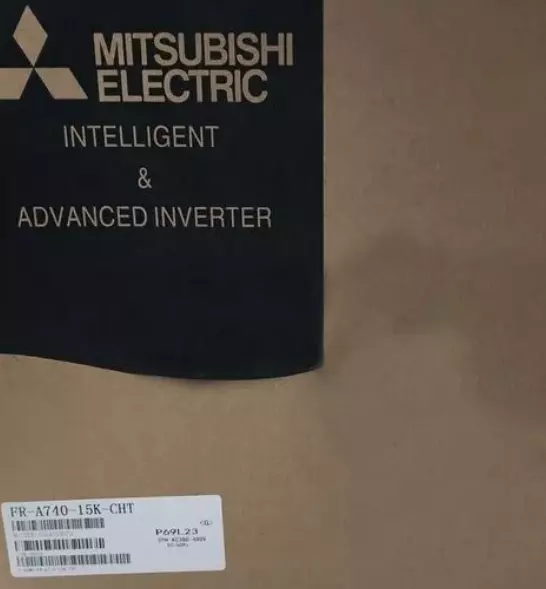 MITSUBISHI
ELECTRIC
INTELLIGENT
&
ADVANCED INVERTER
FR-A740-15K-CHT
P69L23